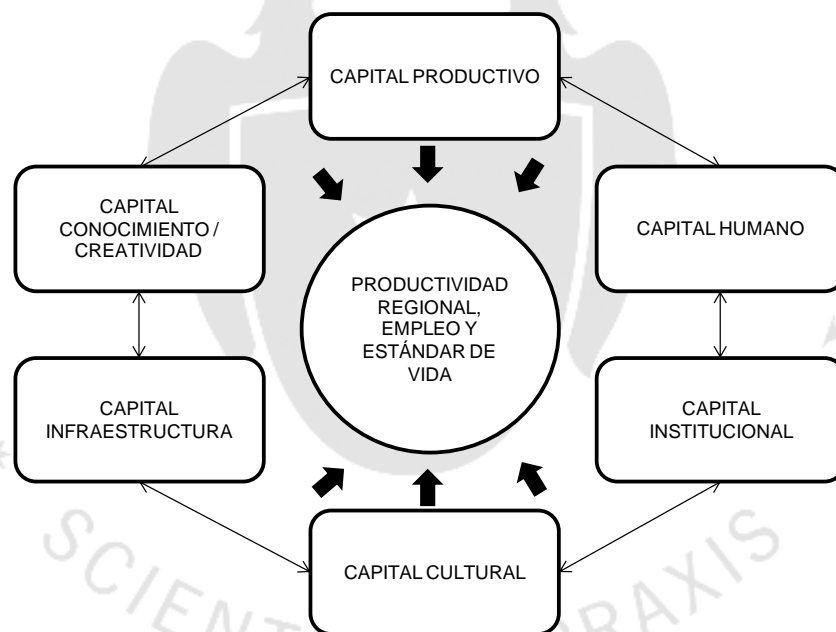 CAPITAL PRODUCTIVO
CAPITAL
CONOCIMIENTO /
CREATIVIDAD
CAPITAL HUMANO
PRODUCTIVIDAD
REGIONAL,
EMPLEO Y
ESTÁNDAR DE
VIDA
CAPITAL
INFRAESTRUCTURA
CAPITAL
INSTITUCIONAL
CAPITAL CULTURAL